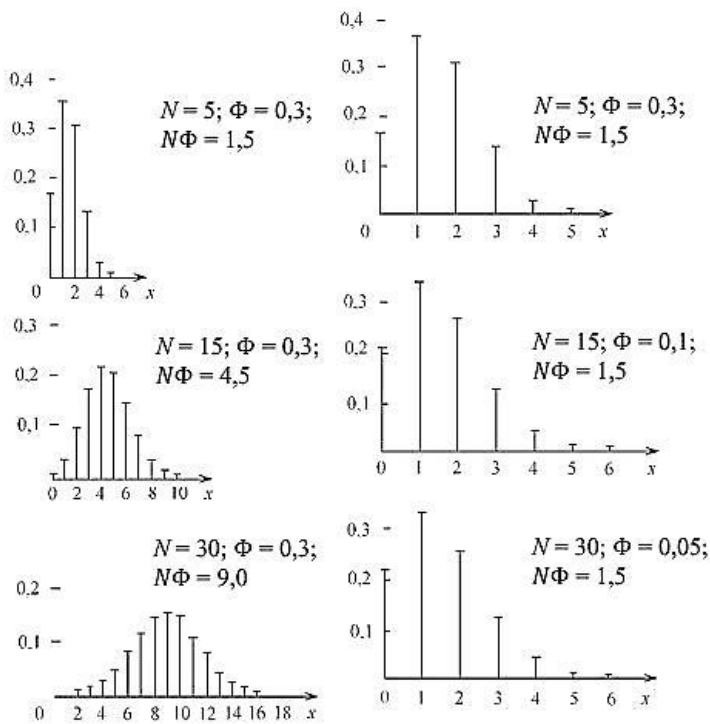 0,4
0,3
0,2
0,1
N = 5; Φ = 0,3;
NΦ = 1,5
0 2 4 6 x
0,4
0,3
0,2
0,1
N = 5; Φ = 0,3;
NΦ = 1,5
0 1 2 3 4 5 x
0,3
0,2
0,1
N = 15; Φ = 0,3;
NΦ = 4,5
0 2 4 6 8 10 x
0,3
0,2
0,1
N = 15; Φ = 0,1;
NΦ = 1,5
0 1 2 3 4 5 6 x
0,2
0,1
N = 30; Φ = 0,3;
NΦ = 9,0
0 2 4 6 8 10 12 14 16 18 x
0,3
0,2
0,1
N = 30; Φ = 0,05;
NΦ = 1,5
0 1 2 3 4 5 6 x